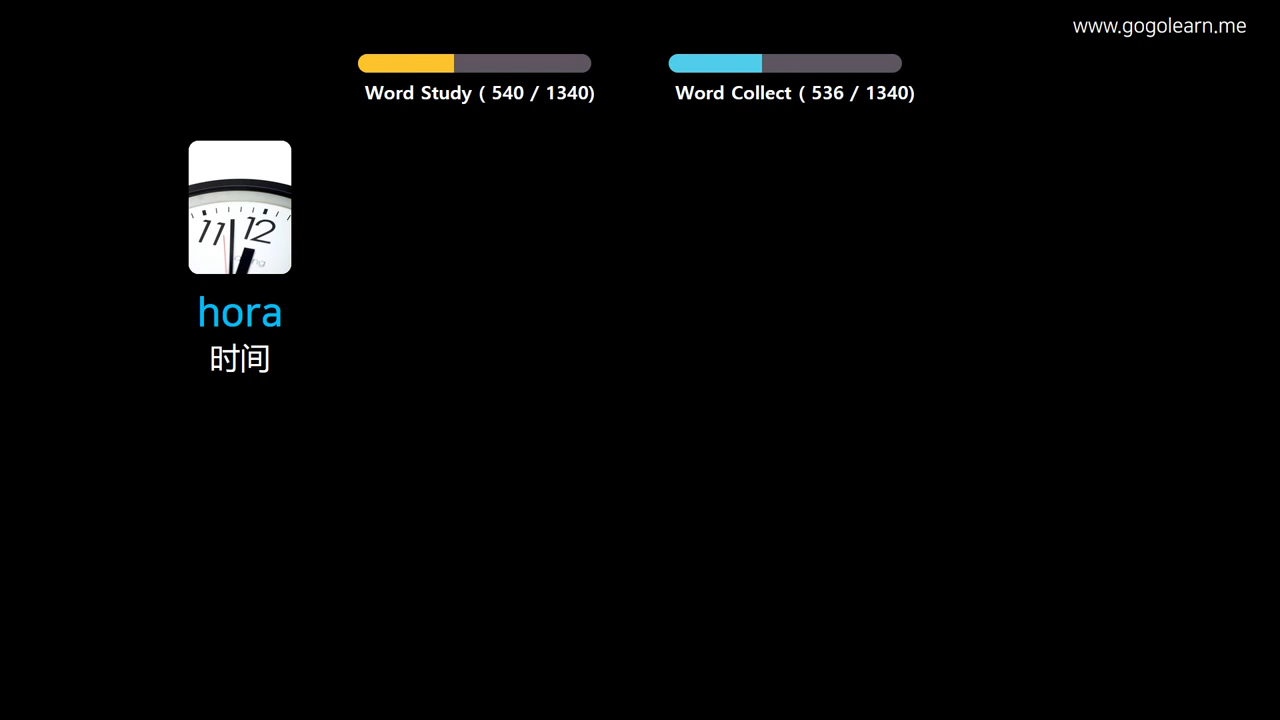 www.gogolearn.me
Word Study ( 540 / 1340)
Word Collect ( 536 / 1340)
11 12
hora
时间